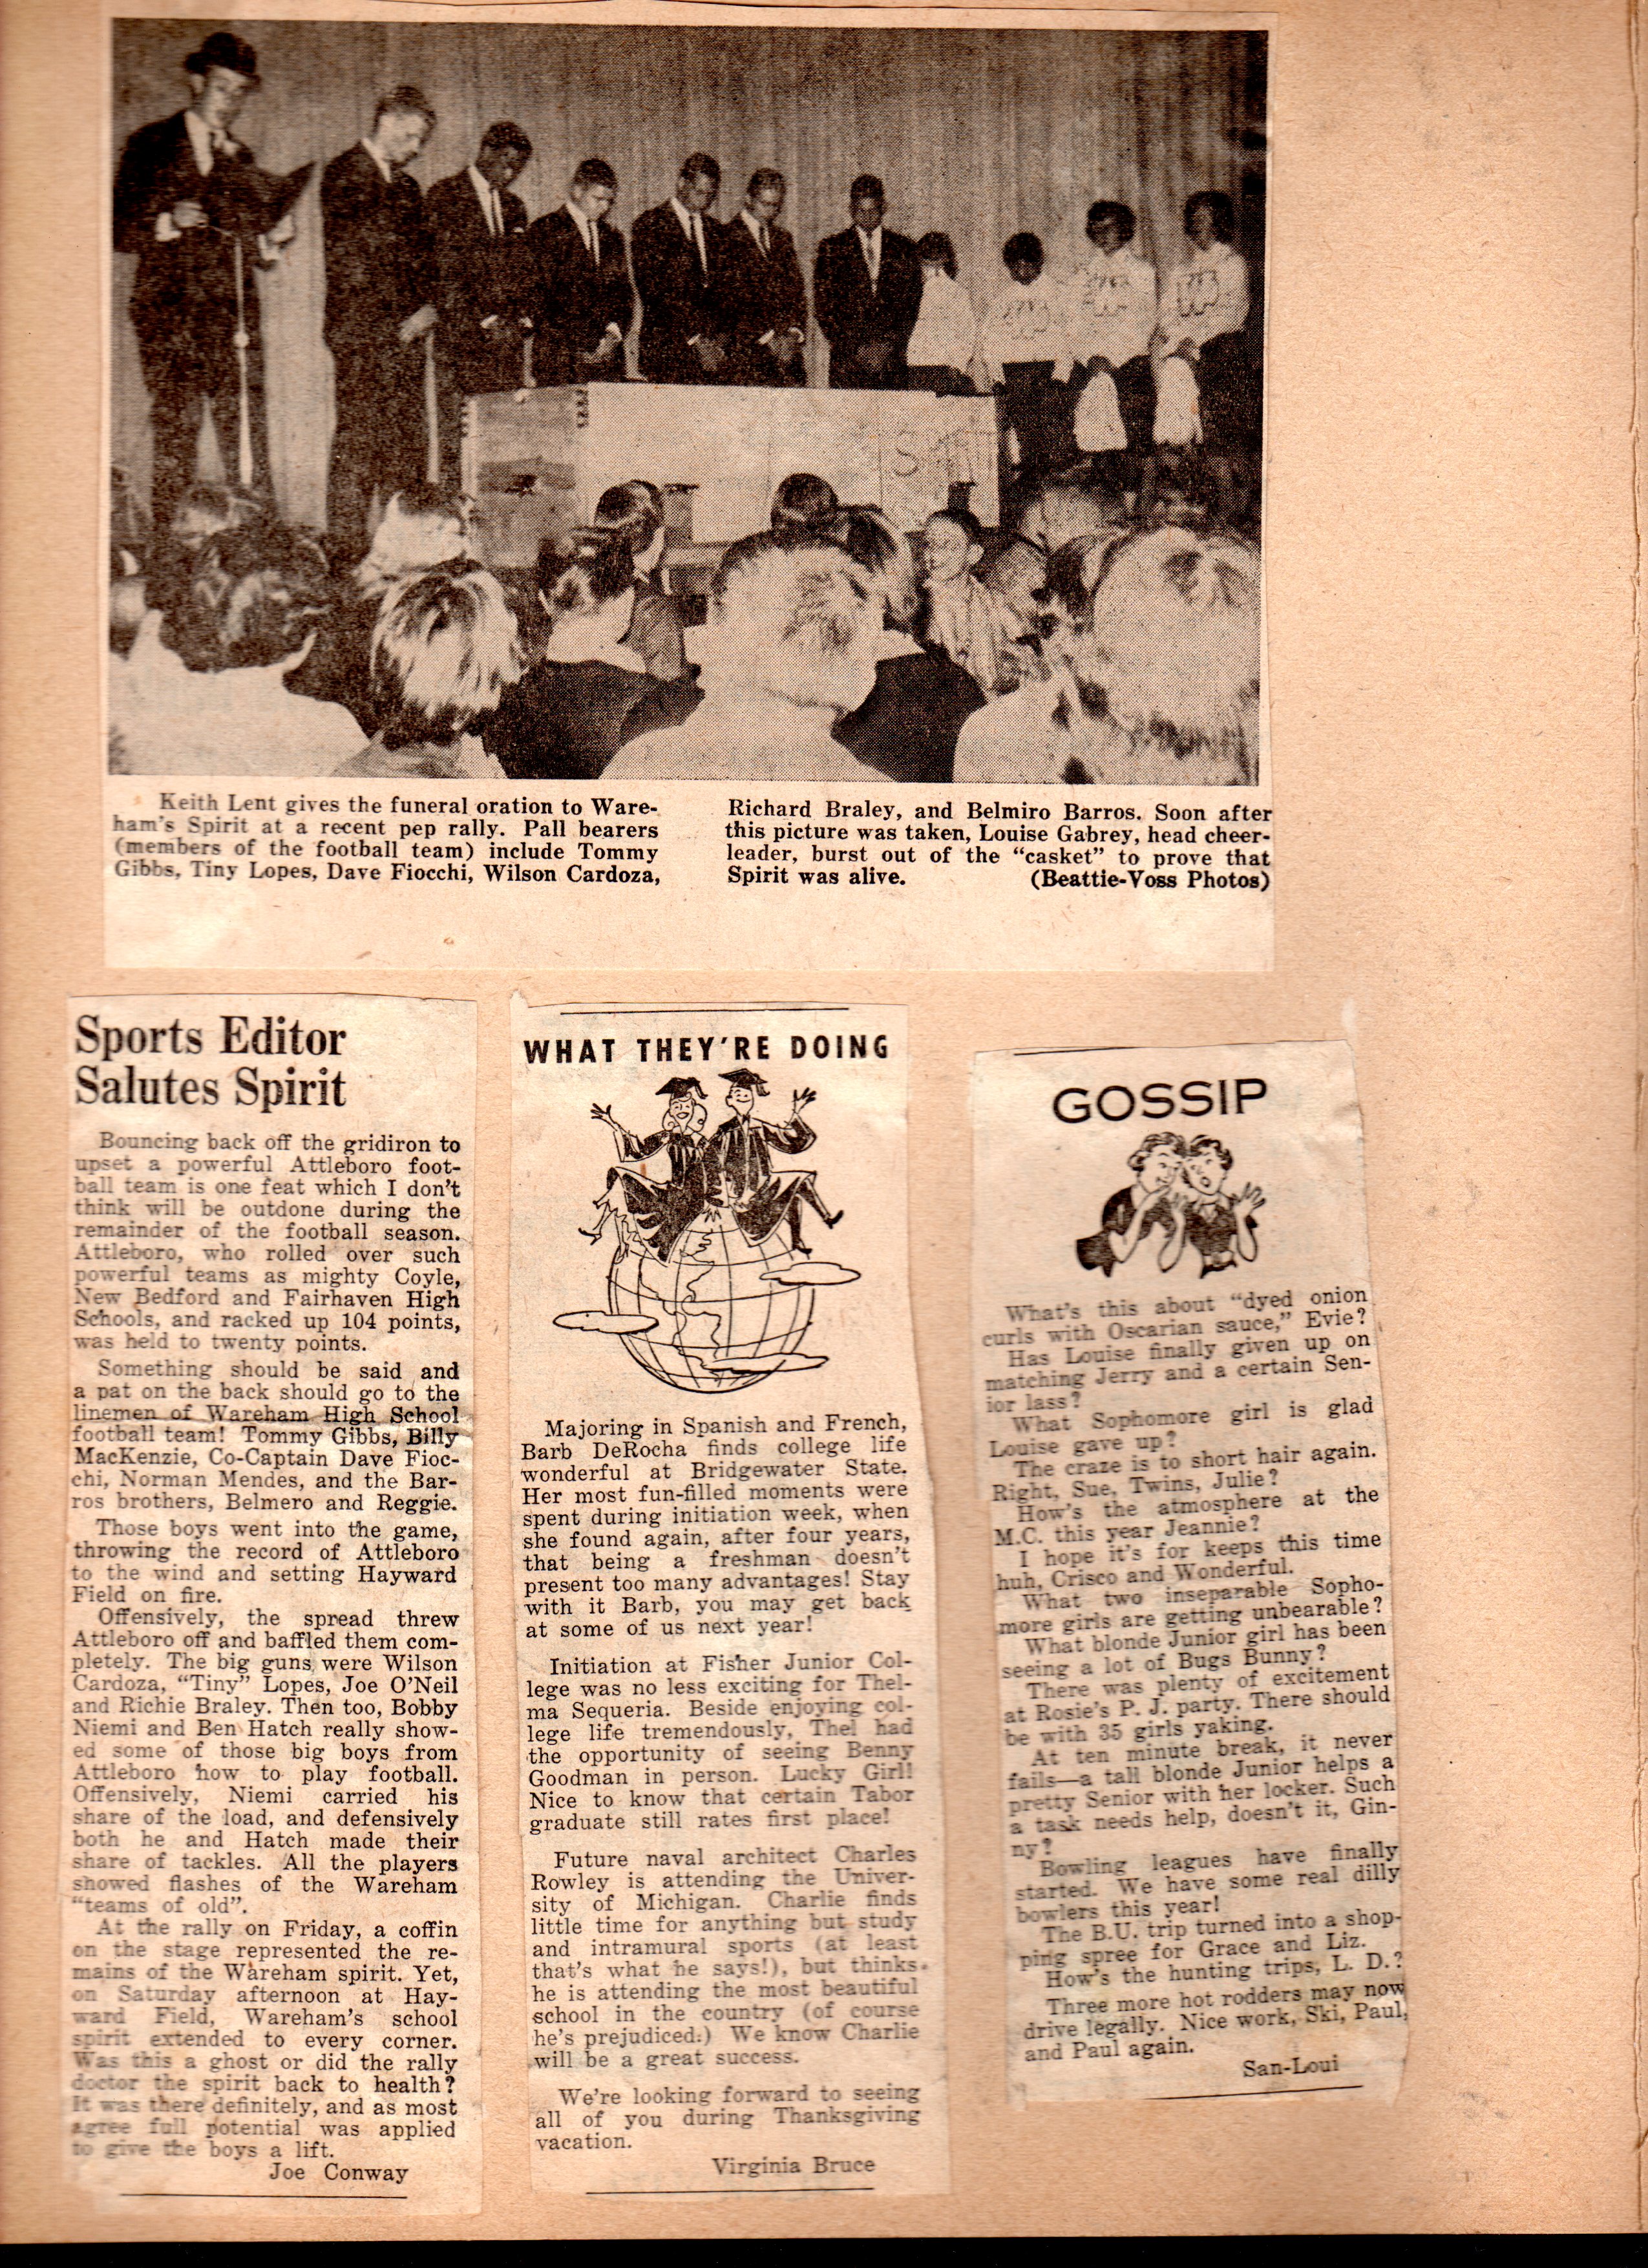 Keith Lent gives the funeral oration to Ware-
ham's Spirit at a recent pep rally. Pall bearers
(members of the football team) include Tommy
Gibbs, Tiny Lopes, Dave Fiocchi, Wilson Cardoza,
Richard Braley, and Belmiro Barros. Soon after
this picture was taken, Louise Gabrey, head cheer-
leader, burst out of the “casket” to prove that
Spirit was alive. (Beattie-Voss Photos)
Sports Editor
Salutes Spirit
Bouncing back off the gridiron to
upset a powerful Attleboro foot-
ball team is one feat which I don't
think will be outdone during the
remainder of the football season.
Attleboro, who rolled over such
powerful teams as mighty Coyle,
New Bedford and Fairhaven High
Schools, and racked up 104 points,
was held to twenty points.
Something should be said and
a pat on the back should go to the
linemen of Wareham High School
football team! Tommy Gibbs, Billy
MacKenzie, Co-Captain Dave Fioc-
chi, Norman Mendes, and the Bar-
ros brothers, Belmero and Reggie.
Those boys went into the game,
throwing the record of Attleboro
to the wind and setting Hayward
Field on fire.
Offensively, the spread threw
Attleboro off and baffled them com-
pletely. The big guns were Wilson
Cardoza, “Tiny” Lopes, Joe O'Neil
and Richie Braley. Then too, Bobby
Niemi and Ben Hatch really show-
ed some of those big boys from
Attleboro how to play football.
Offensively, Niemi carried his
share of the load, and defensively
both he and Hatch made their
share of tackles. All the players
showed flashes of the Wareham
“teams of old”.
At the rally on Friday, a coffin
on the stage represented the re-
mains of the Wareham spirit. Yet,
on Saturday afternoon at Hay-
ward Field, Wareham's school
spirit extended to every corner.
Was this a ghost or did the rally
doctor the spirit back to health?
It was there definitely, and as most
agree full potential was applied
to give the boys a lift.
Joe Conway
WHAT THEY'RE DOING
Majoring in Spanish and French,
Barb DeRocha finds college life
wonderful at Bridgewater State.
Her most fun-filled moments were
spent during initiation week, when
she found again, after four years,
that being a freshman doesn't
present too many advantages! Stay
with it Barb, you may get back
at some of us next year!
Initiation at Fisher Junior Col-
lege was no less exciting for Thel-
ma Sequeria. Beside enjoying col-
lege life tremendously, Thel had
the opportunity of seeing Benny
Goodman in person. Lucky Girl!
Nice to know that certain Tabor
graduate still rates first place!
Future naval architect Charles
Rowley is attending the Univer-
sity of Michigan. Charlie finds
little time for anything but study
and intramural sports (at least
that's what he says!), but thinks
he is attending the most beautiful
school in the country (of course
he's prejudiced.) We know Charlie
will be a great success.
We're looking forward to seeing
all of you during Thanksgiving
vacation.
Virginia Bruce
GOSSIP
What's this about “dyed onion
curls with Oscarian sauce,” Evie?
Has Louise finally given up on
matching Jerry and a certain Sen-
ior lass?
What Sophomore girl is glad
Louise gave up?
The craze is to short hair again.
Right, Sue, Twins, Julie?
How's the atmosphere at the
M.C. this year Jeannie?
I hope it's for keeps this time
huh, Crisco and Wonderful.
What two inseparable Sopho-
more girls are getting unbearable?
What blonde Junior girl has been
seeing a lot of Bugs Bunny?
There was plenty of excitement
at Rosie's P. J. party. There should
be with 35 girls yaking.
At ten minute break, it never
fails—a tall blonde Junior helps a
pretty Senior with her locker. Such
a task needs help, doesn't it, Gin-
ny?
Bowling leagues have finally
started. We have some real dilly
bowlers this year!
The B.U. trip turned into a shop-
ping spree for Grace and Liz.
How's the hunting trips, L. D.?
Three more hot rodders may now
drive legally. Nice work, Ski, Paul,
and Paul again.
San-Loui